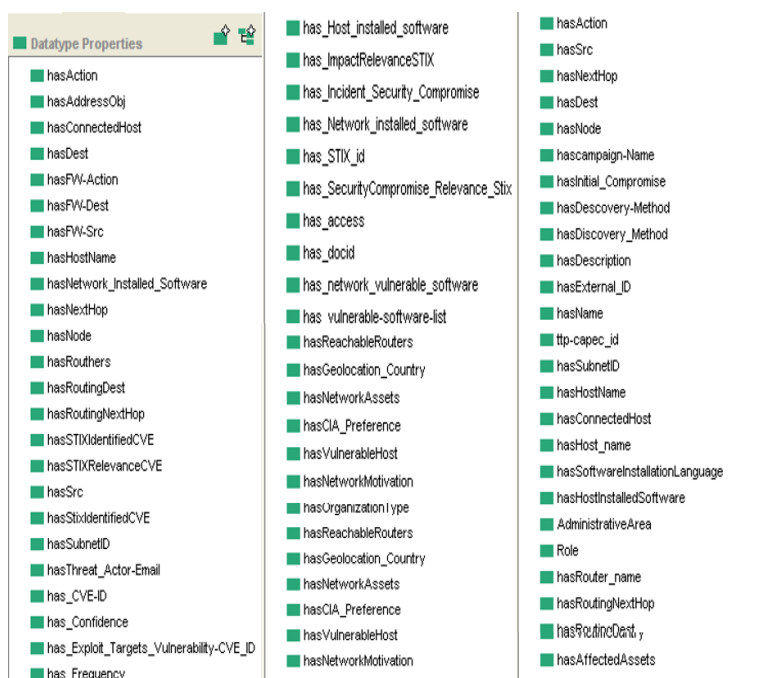 Datatype Properties
hasAction
hasAddressObj
hasConnectedHost
hasDest
hasFW-Action
hasFW-Dest
hasFW-Src
hasHostName
hasNetwork_Installed_Software
hasNextHop
hasNode
hasRouthers
hasRoutingDest
hasRoutingNextHop
hasSTIXIdentifiedCVE
hasSTIXRelevanceCVE
hasSrc
hasStixIdentifiedCVE
hasSubnetID
hasThreat_Actor-Email
has_CVE-ID
has_Confidence
has_Exploit_Targets_Vulnerability-CVE_ID
has_Frequency
has_Host_installed_software
has_ImpactRelevanceSTIX
has_Incident_Security_Compromise
has_Network_installed_software
has_STIX_id
has_SecurityCompromise_Relevance_Stix
has_access
has_docid
has_network_vulnerable_software
has_vulnerable-software-list
hasReachableRouters
hasGeolocation_Country
hasNetworkAssets
hasCIA_Preference
hasVulnerableHost
hasNetworkMotivation
hasOrganizationType
hasReachableRouters
hasGeolocation_Country
hasNetworkAssets
hasCIA_Preference
hasVulnerableHost
hasNetworkMotivation
hasAction
hasSrc
hasNextHop
hasDest
hasNode
hascampaign-Name
hasInitial_Compromise
hasDescovery-Method
hasDiscovery_Method
hasDescription
hasExternal_ID
hasName
ttp-capec_id
hasSubnetID
hasHostName
hasConnectedHost
hasHost_name
hasSoftwareInstallationLanguage
hasHostInstalledSoftware
AdministrativeArea
Role
hasRouter_name
hasRoutingNextHop
hasAffectedAssets